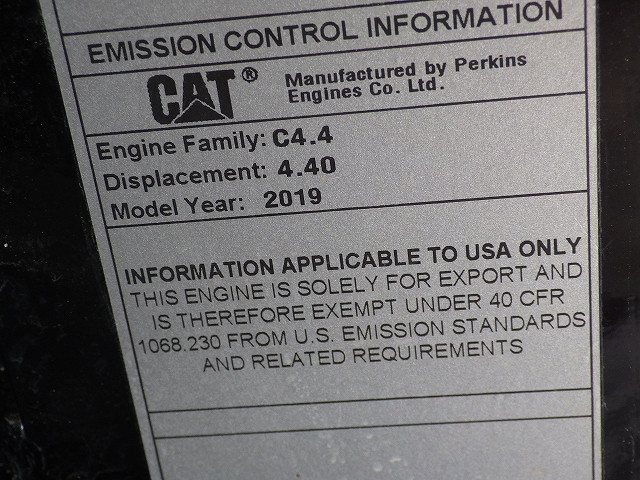 EMISSION CONTROL INFORMATION
CAT® Manufactured by Perkins
Engines Co. Ltd.
Engine Family: C4.4
Displacement: 4.40
Model Year: 2019
INFORMATION APPLICABLE TO USA ONLY
THIS ENGINE IS SOLELY FOR EXPORT AND
IS THEREFORE EXEMPT UNDER 40 CFR
1068.230 FROM U.S. EMISSION STANDARDS
AND RELATED REQUIREMENTS